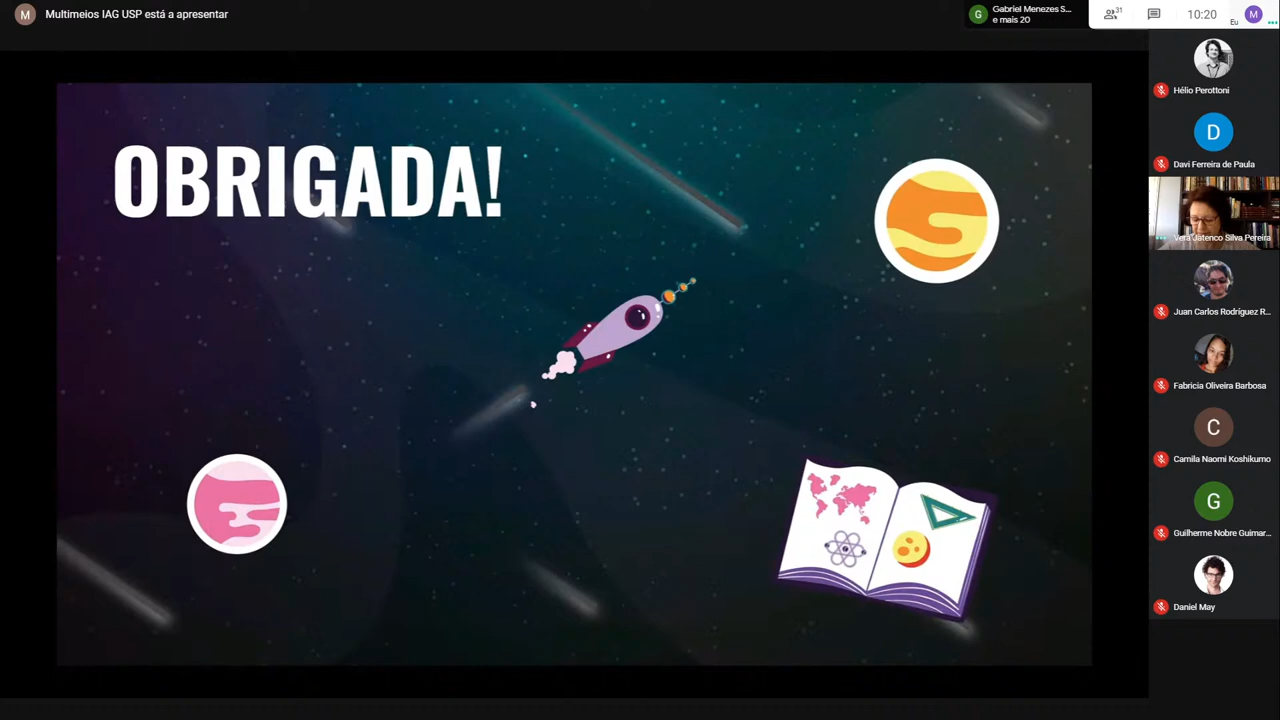 M Multimeios IAG USP está a apresentar
G Gabriel Menezes S...
e mais 20
31
10:20
Eu
M
OBRIGADA!
Hélio Perottoni
D
Davi Ferreira de Paula
Vera Jatenco Silva Pereira
Juan Carlos Rodríguez R...
Fabricia Oliveira Barbosa
C
Camila Naomi Koshikumo
G
Guilherme Nobre Guimar...
Daniel May